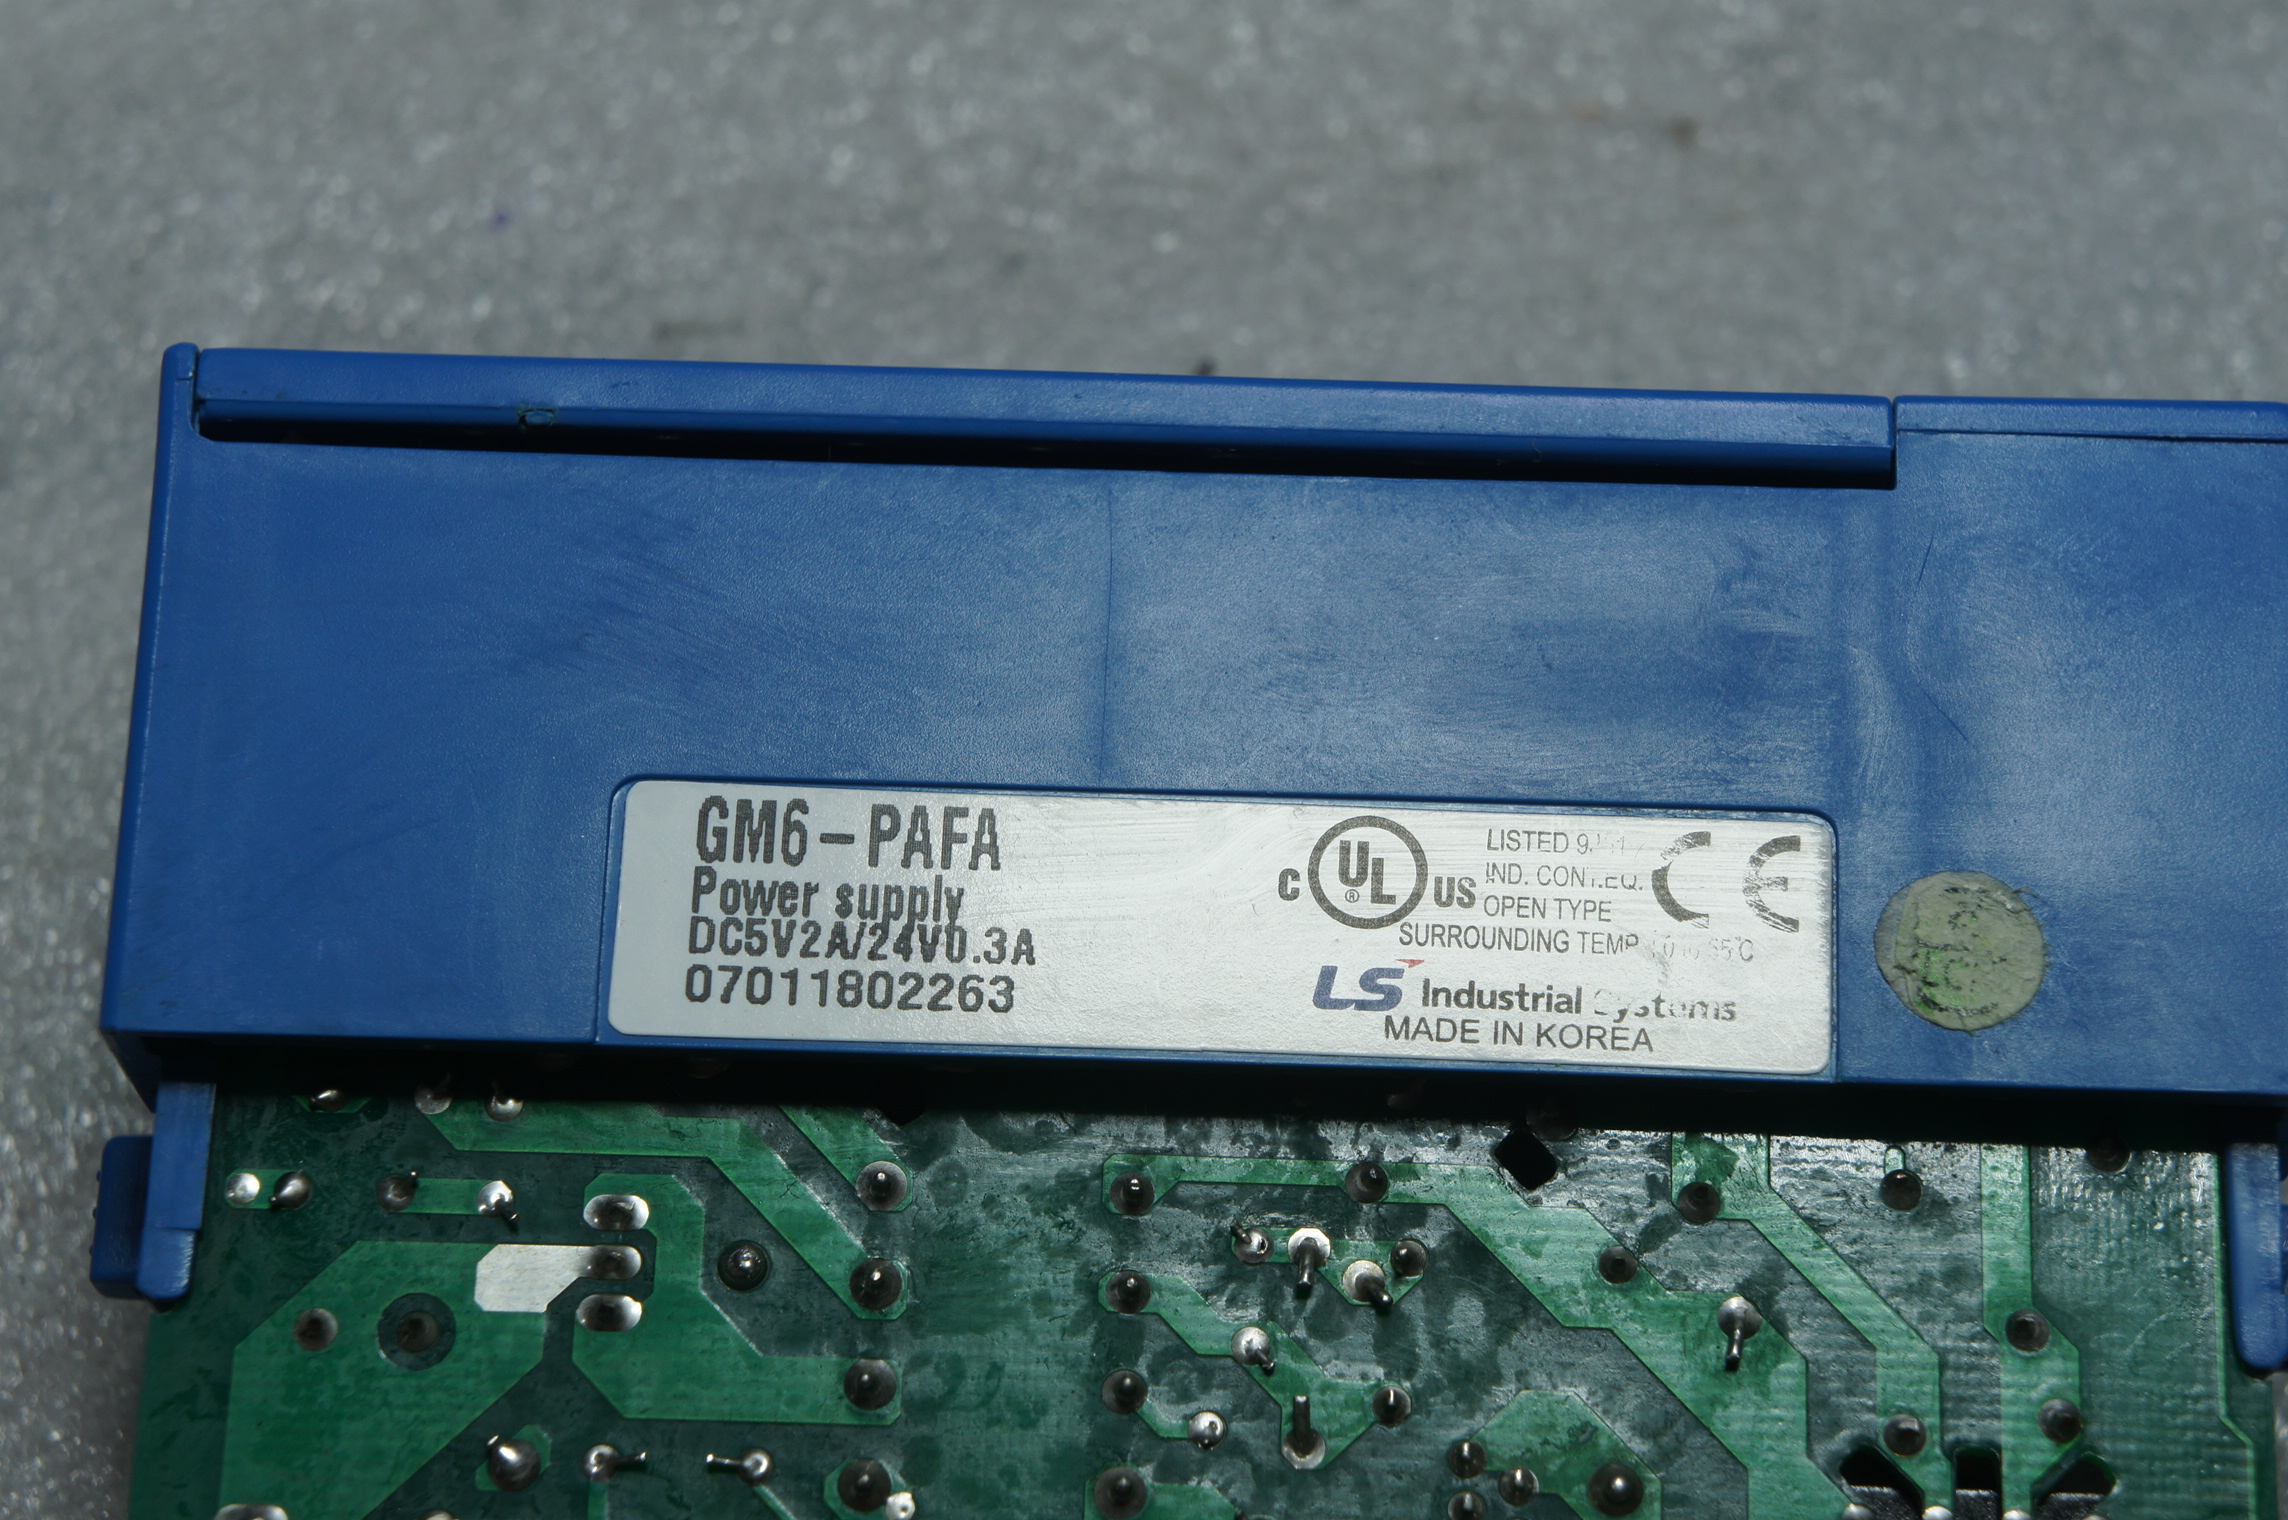 GM6-PAFA
Power supply
DC5V2A/24V0.3A
07011802263
C UL ® US
LISTED
IND. CONT.EQ.
OPEN TYPE
CE
SURROUNDING TEMP
LS Industrial Systems
MADE IN KOREA